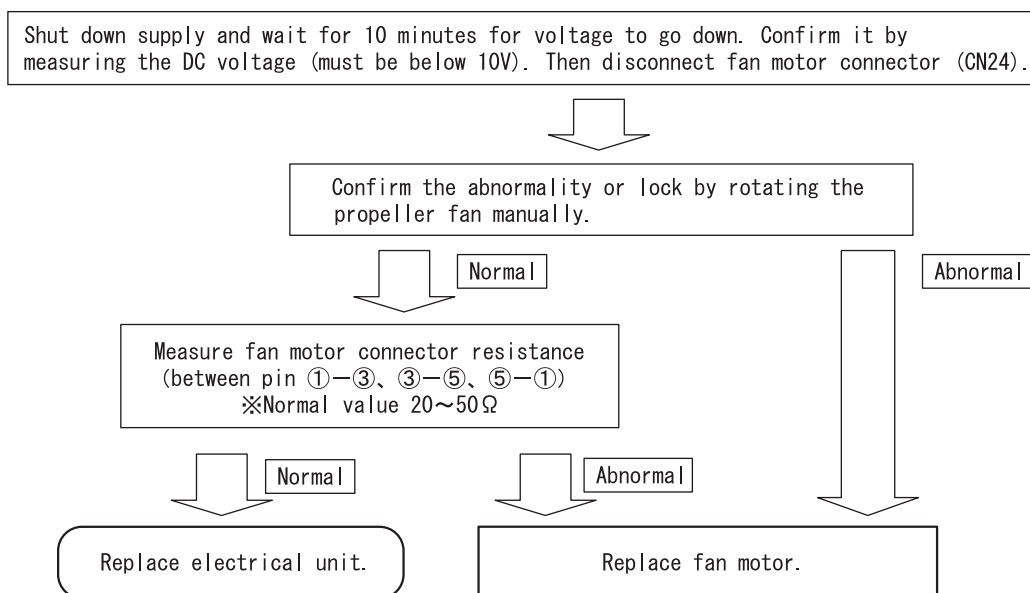 Shut down supply and wait for 10 minutes for voltage to go down. Confirm it by
measuring the DC voltage (must be below 10V). Then disconnect fan motor connector (CN24).
Confirm the abnormality or lock by rotating the
propeller fan manually.
Normal
Abnormal
Measure fan motor connector resistance
(between pin ①－③、③－⑤、⑤－①)
※Normal value 20～50Ω
Normal
Abnormal
Replace electrical unit.
Replace fan motor.